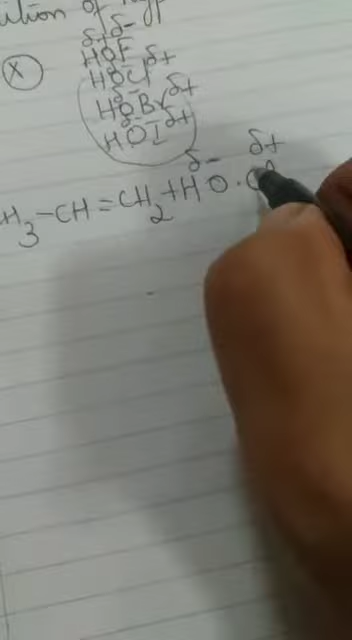 ition of Hyp
δ+ δ-
HOF
δ- δ+
HOCl
δ- δ+
HOBr
δ- δ+
HOI
(X)
δ- δ+
H3-CH=CH2+HO.Cl